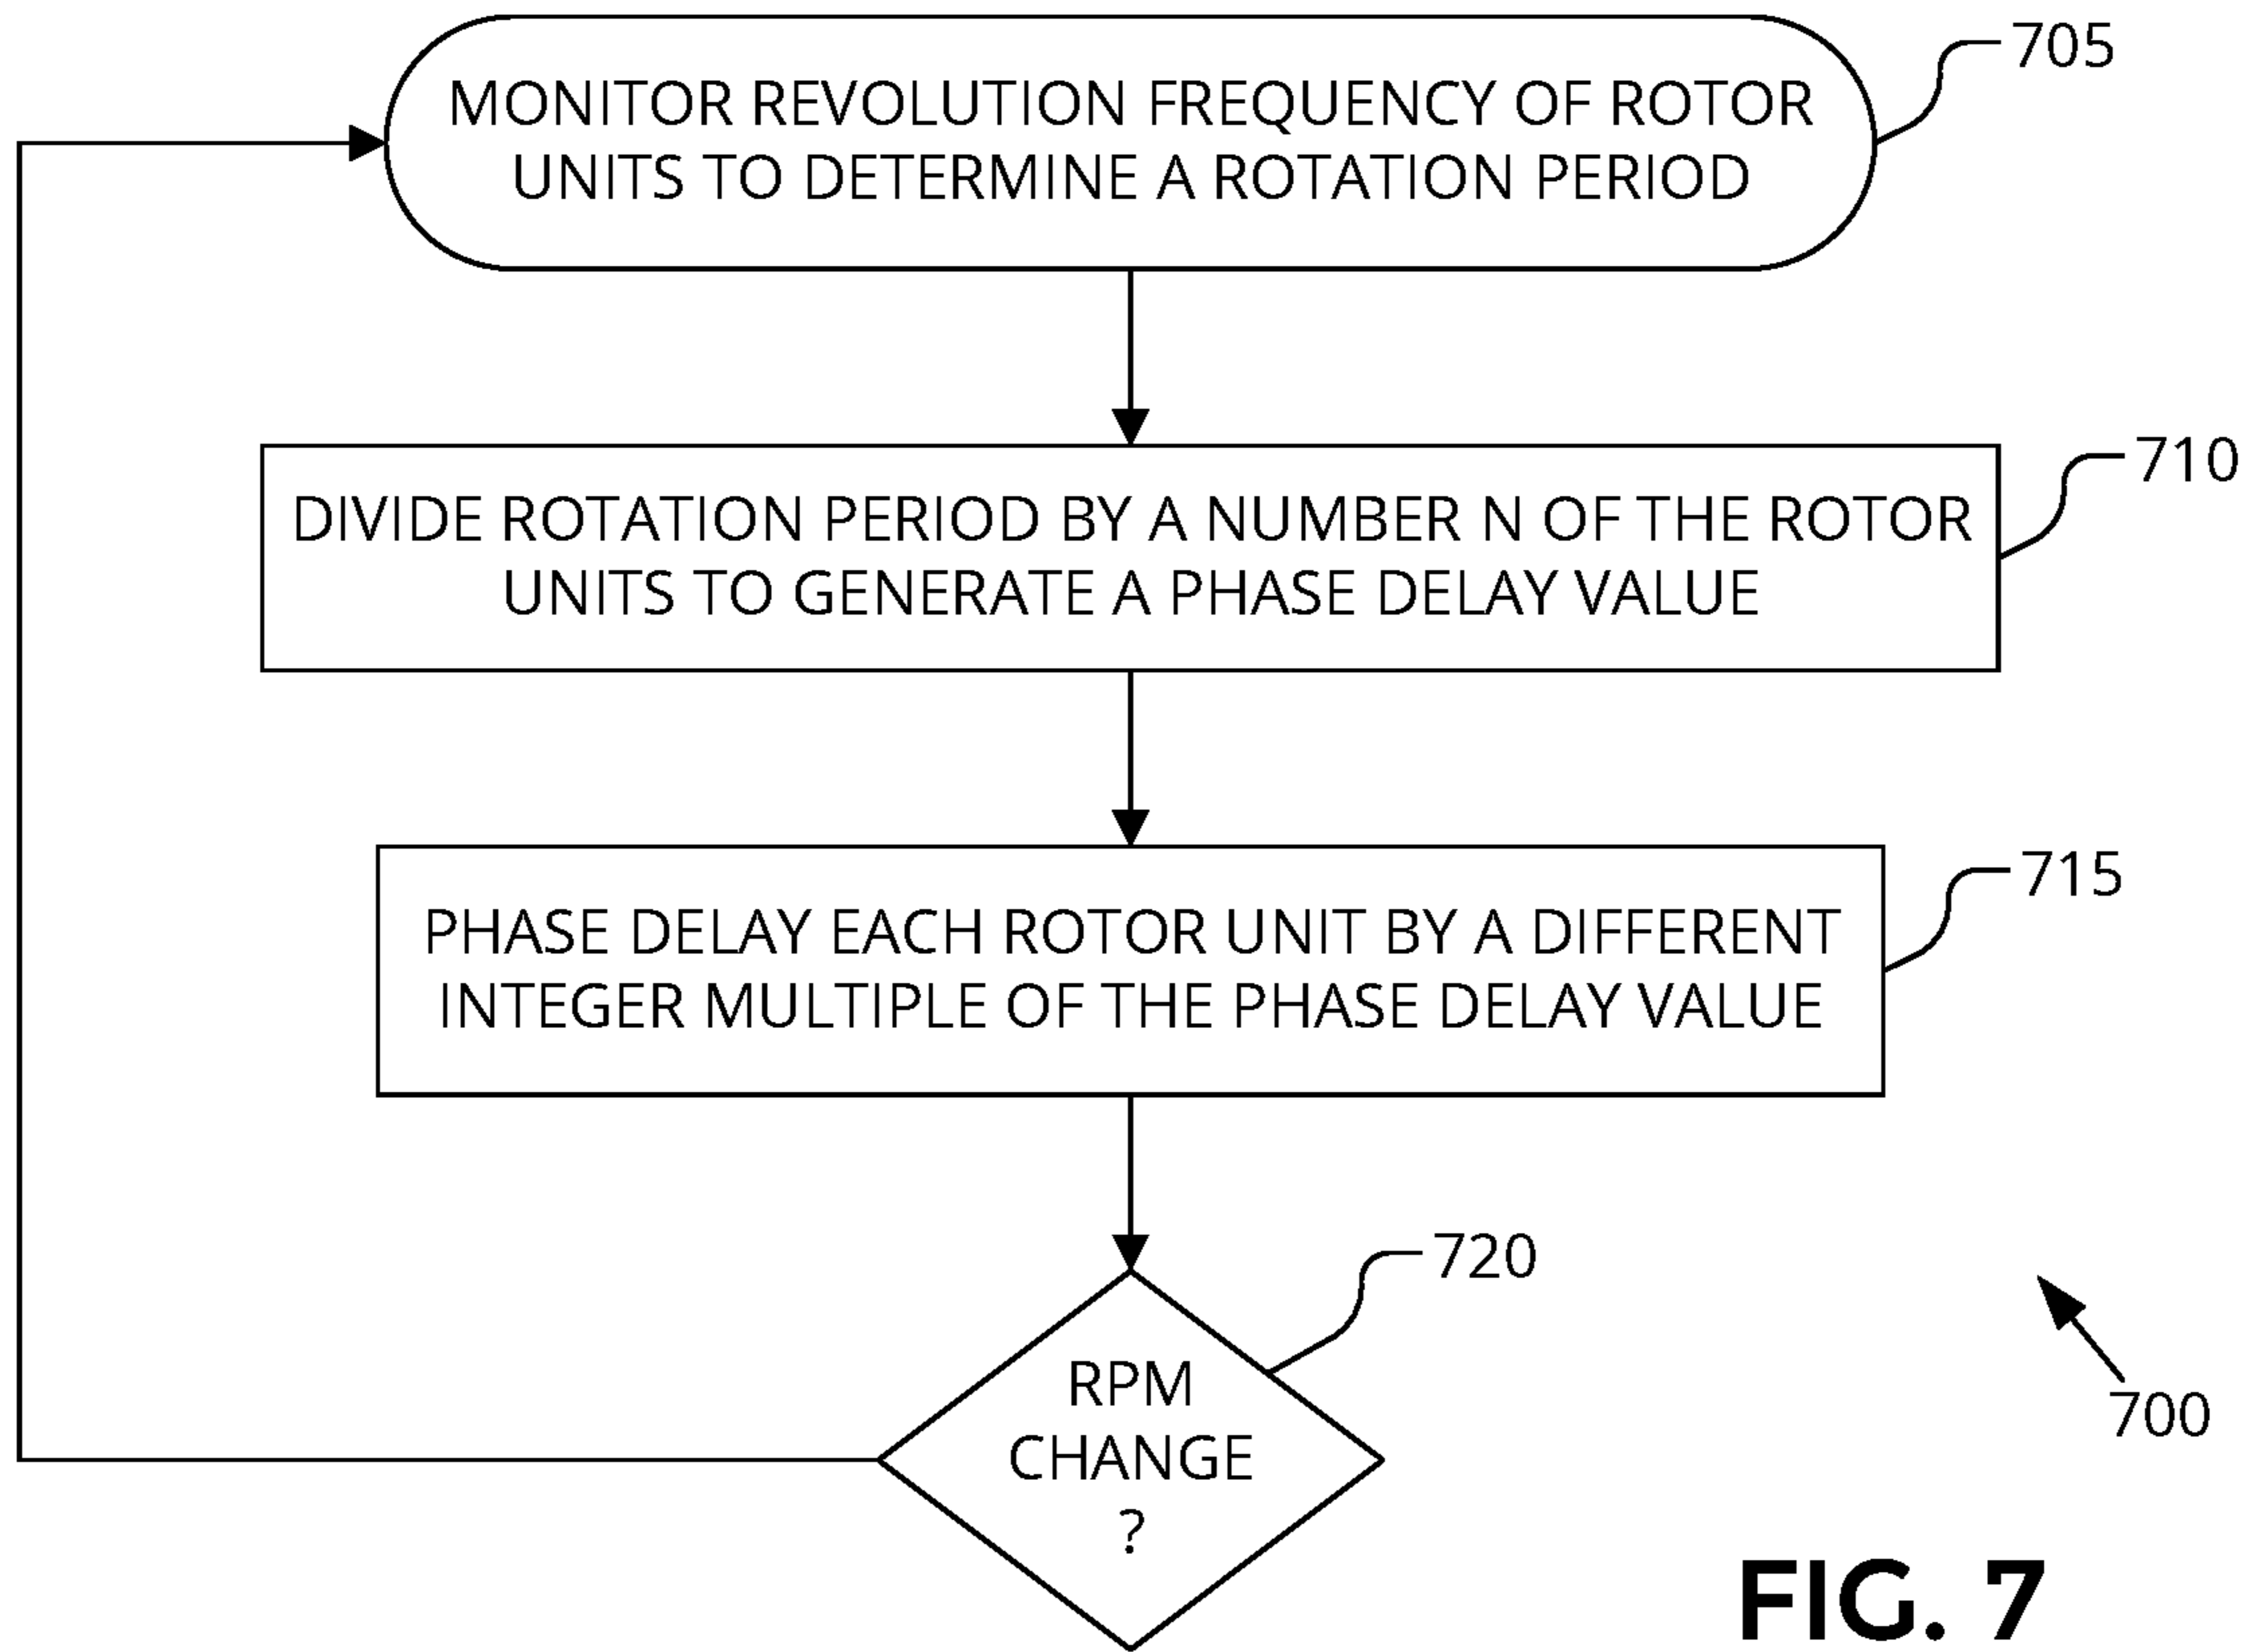 MONITOR REVOLUTION FREQUENCY OF ROTOR
UNITS TO DETERMINE A ROTATION PERIOD
705
DIVIDE ROTATION PERIOD BY A NUMBER N OF THE ROTOR
UNITS TO GENERATE A PHASE DELAY VALUE
710
PHASE DELAY EACH ROTOR UNIT BY A DIFFERENT
INTEGER MULTIPLE OF THE PHASE DELAY VALUE
715
RPM
CHANGE
?
720
700
FIG. 7